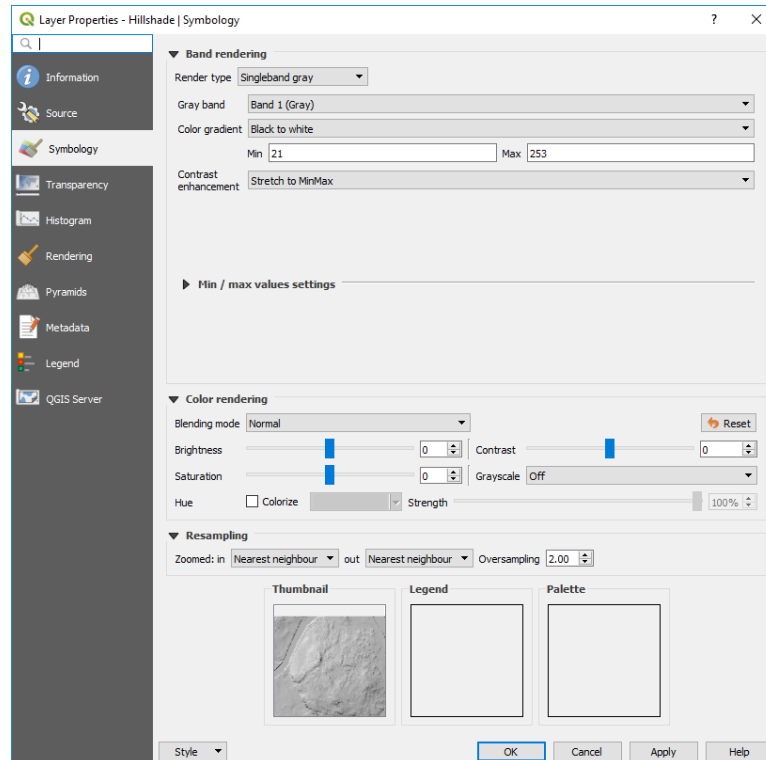 Layer Properties - Hillshade | Symbology ? ×
Information
Source
Symbology
Transparency
Histogram
Rendering
Pyramids
Metadata
Legend
QGIS Server
Band rendering
Render type Singleband gray
Gray band Band 1 (Gray)
Color gradient Black to white
Min 21 Max 253
Contrast
enhancement Stretch to MinMax
Min / max values settings
Color rendering
Blending mode Normal Reset
Brightness 0 Contrast 0
Saturation 0 Grayscale Off
Hue Colorize Strength 100%
Resampling
Zoomed: in Nearest neighbour out Nearest neighbour Oversampling 2.00
Thumbnail Legend Palette
Style OK Cancel Apply Help